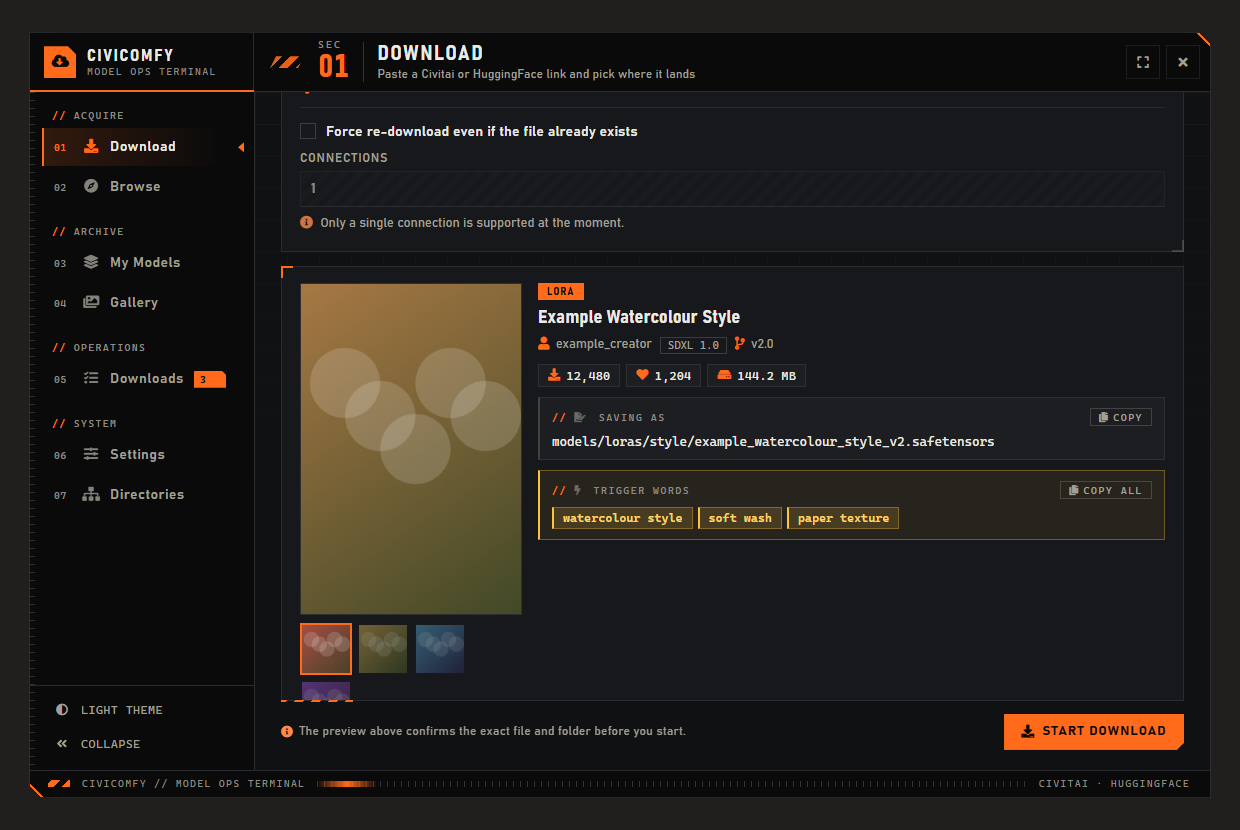 CIVICOMFY
MODEL OPS TERMINAL
SEC
01
DOWNLOAD
Paste a Civitai or HuggingFace link and pick where it lands
// ACQUIRE
01 Download
02 Browse
// ARCHIVE
03 My Models
04 Gallery
// OPERATIONS
05 Downloads 3
// SYSTEM
06 Settings
07 Directories
LIGHT THEME
COLLAPSE
Force re-download even if the file already exists
CONNECTIONS
1
Only a single connection is supported at the moment.
LORA
Example Watercolour Style
example_creator SDXL 1.0 v2.0
12,480 1,204 144.2 MB
// SAVING AS COPY
models/loras/style/example_watercolour_style_v2.safetensors
// TRIGGER WORDS COPY ALL
watercolour style soft wash paper texture
The preview above confirms the exact file and folder before you start.
START DOWNLOAD
CIVICOMFY // MODEL OPS TERMINAL
CIVITAI · HUGGINGFACE